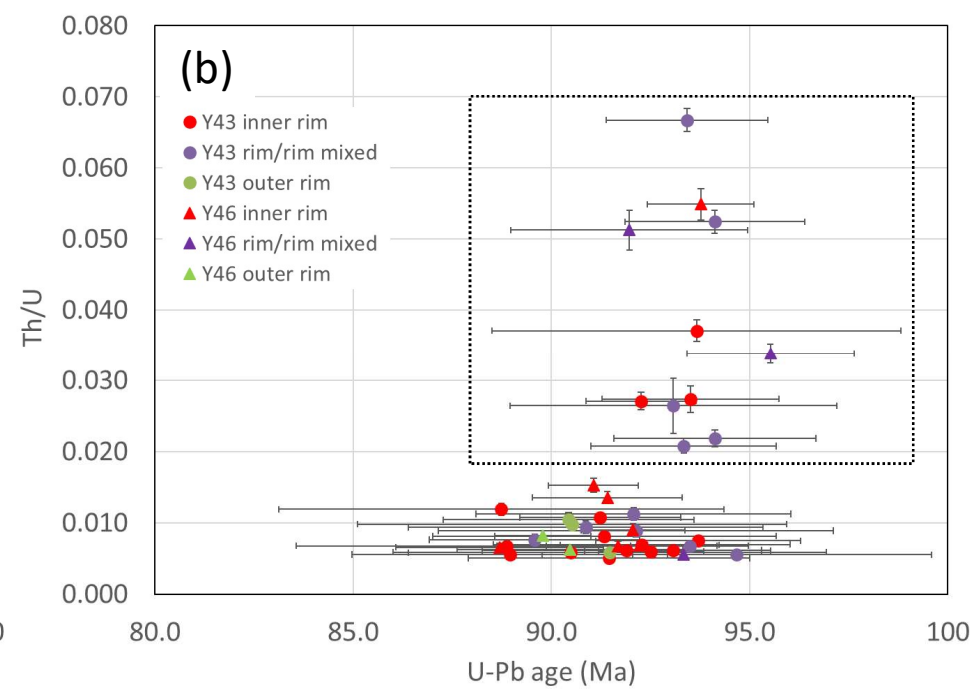 (b)
Y43 inner rim
Y43 rim/rim mixed
Y43 outer rim
Y46 inner rim
Y46 rim/rim mixed
Y46 outer rim
Th/U
0.080
0.070
0.060
0.050
0.040
0.030
0.020
0.010
0.000
0
80.0
85.0
90.0
95.0
100
U-Pb age (Ma)